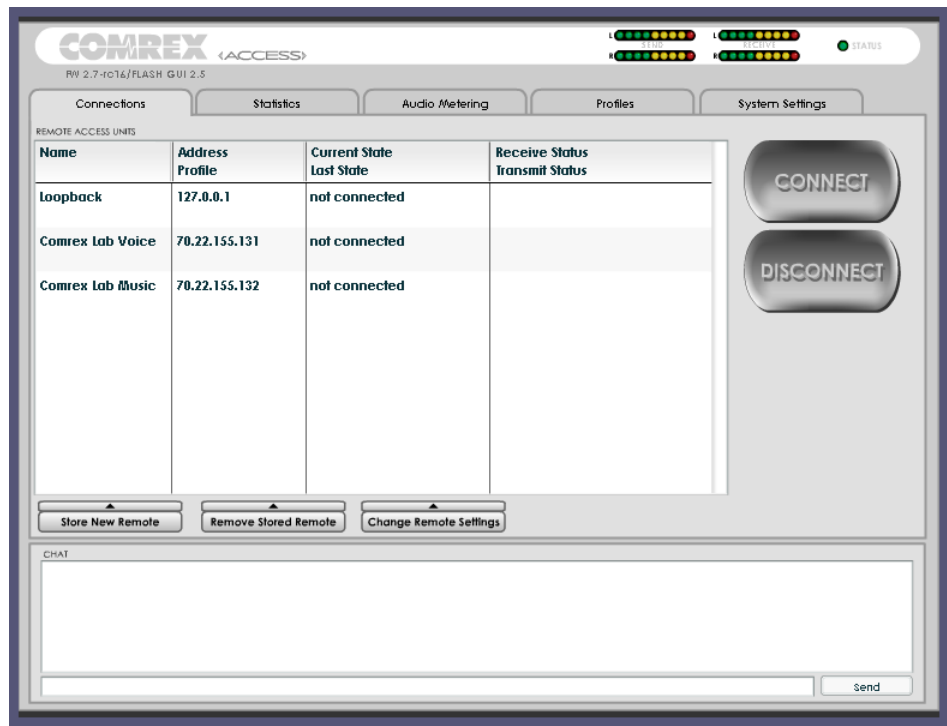 COMREX ‹ACCESS›
FW 2.7-rc16/FLASH GUI 2.5
L SEND R
L RECEIVE R
STATUS
Connections Statistics Audio Metering Profiles System Settings
REMOTE ACCESS UNITS
Name Address Current State Receive Status
Profile Last State Transmit Status
Loopback 127.0.0.1 not connected
Comrex Lab Voice 70.22.155.131 not connected
Comrex Lab Music 70.22.155.132 not connected
CONNECT
DISCONNECT
Store New Remote Remove Stored Remote Change Remote Settings
CHAT
Send